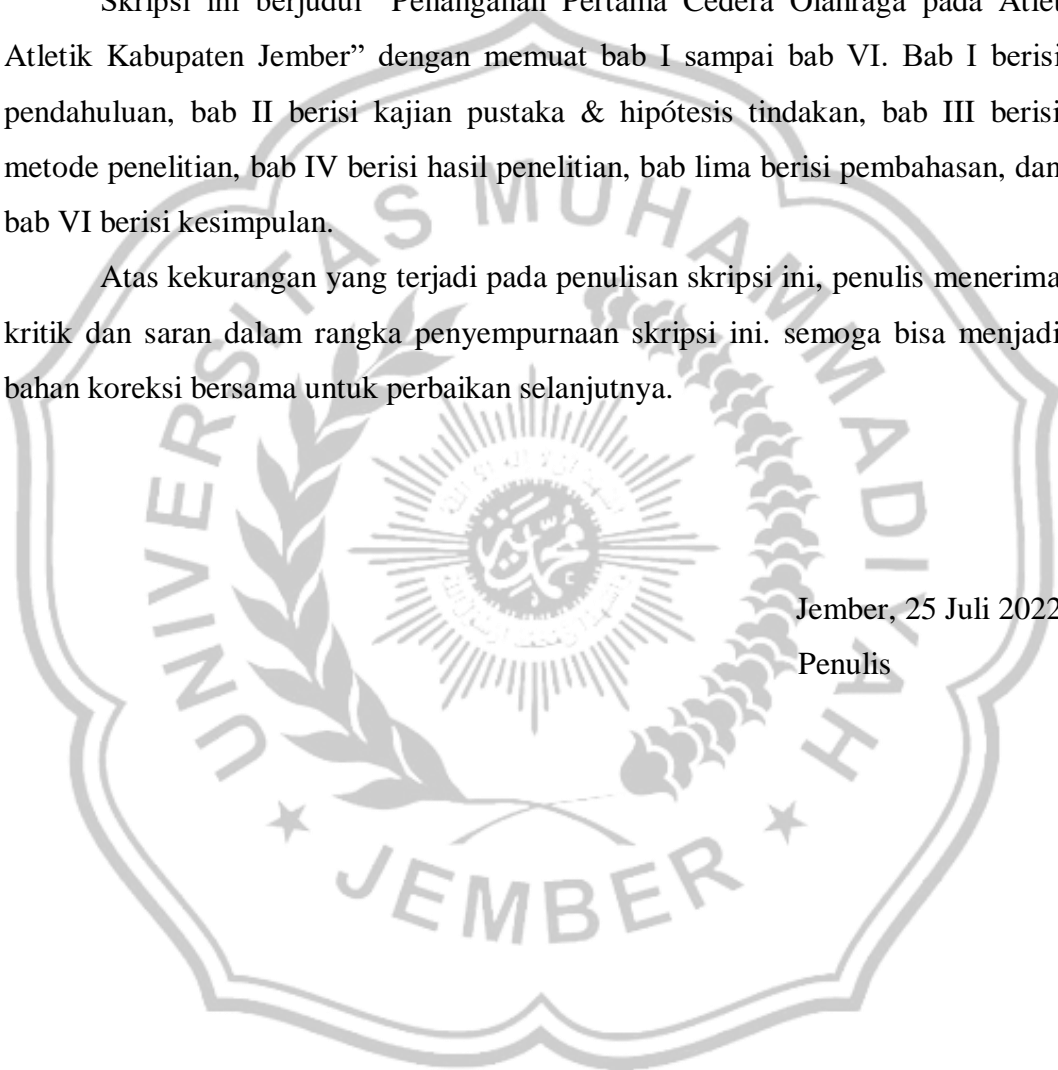 Skripsi ini berjudul “Penanganan Pertama Cedera Olahraga pada Atlet
Atletik Kabupaten Jember” dengan memuat bab I sampai bab VI. Bab I berisi
pendahuluan, bab II berisi kajian pustaka & hipótesis tindakan, bab III berisi
metode penelitian, bab IV berisi hasil penelitian, bab lima berisi pembahasan, dan
bab VI berisi kesimpulan.
Atas kekurangan yang terjadi pada penulisan skripsi ini, penulis menerima
kritik dan saran dalam rangka penyempurnaan skripsi ini. semoga bisa menjadi
bahan koreksi bersama untuk perbaikan selanjutnya.
Jember, 25 Juli 2022
Penulis
UNIVERSITAS MUHAMMADIYAH
JEMBER